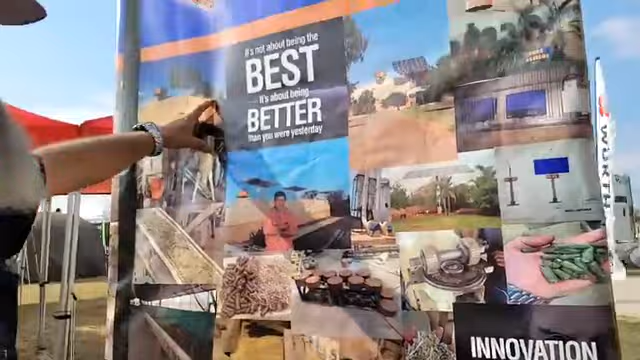 it's not about being the
BEST
it's about being
BETTER
than you were yesterday
WÜRTH
INNOVATION